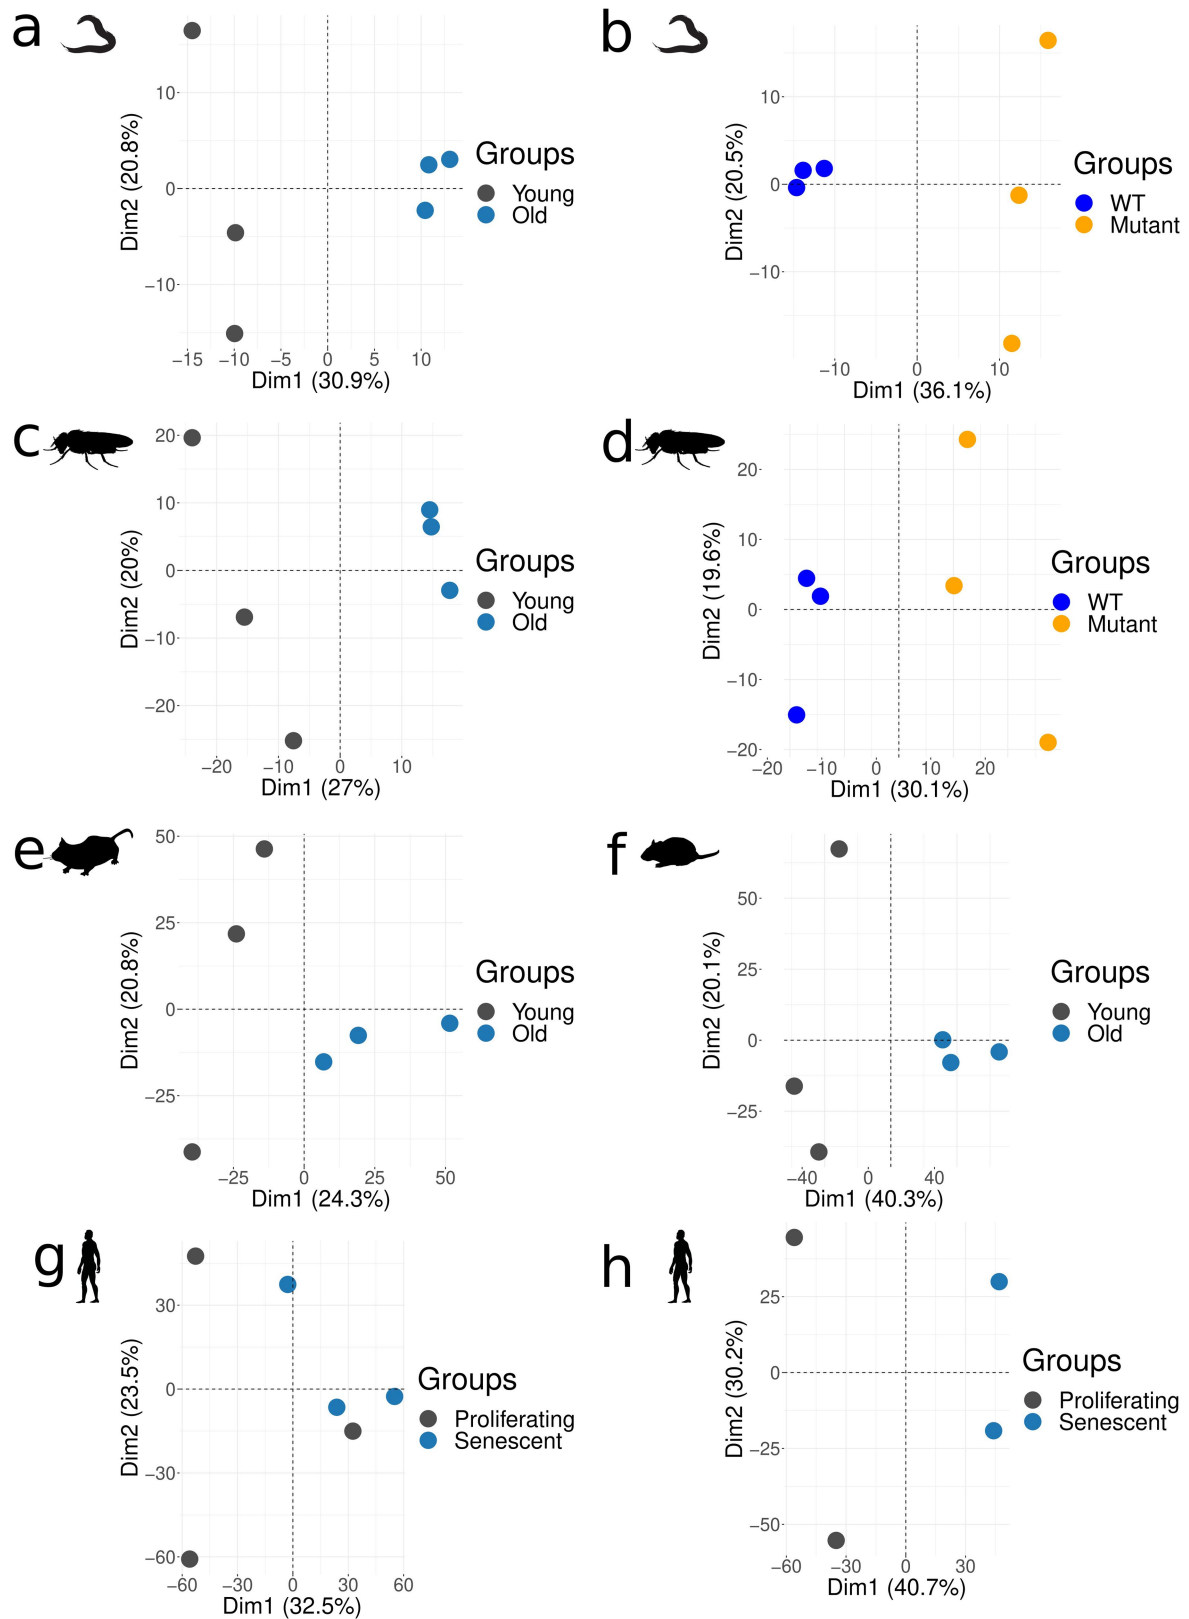 a
Dim2 (20.8%)
10
0
−10
−15 −10 −5 0 5 10
Dim1 (30.9%)
Groups
Young
Old
b
Dim2 (20.5%)
10
0
−10
−10 0 10
Dim1 (36.1%)
Groups
WT
Mutant
c
Dim2 (20%)
20
10
0
−10
−20
−20 −10 0 10
Dim1 (27%)
Groups
Young
Old
d
Dim2 (19.6%)
20
10
0
−10
−20
−20 −10 0 10 20
Dim1 (30.1%)
Groups
WT
Mutant
e
Dim2 (20.8%)
50
25
0
−25
−25 0 25 50
Dim1 (24.3%)
Groups
Young
Old
f
Dim2 (20.1%)
50
25
0
−25
−40 0 40
Dim1 (40.3%)
Groups
Young
Old
g
Dim2 (23.5%)
30
0
−30
−60
−60 −30 0 30 60
Dim1 (32.5%)
Groups
Proliferating
Senescent
h
Dim2 (30.2%)
25
0
−25
−50
−60 −30 0 30
Dim1 (40.7%)
Groups
Proliferating
Senescent